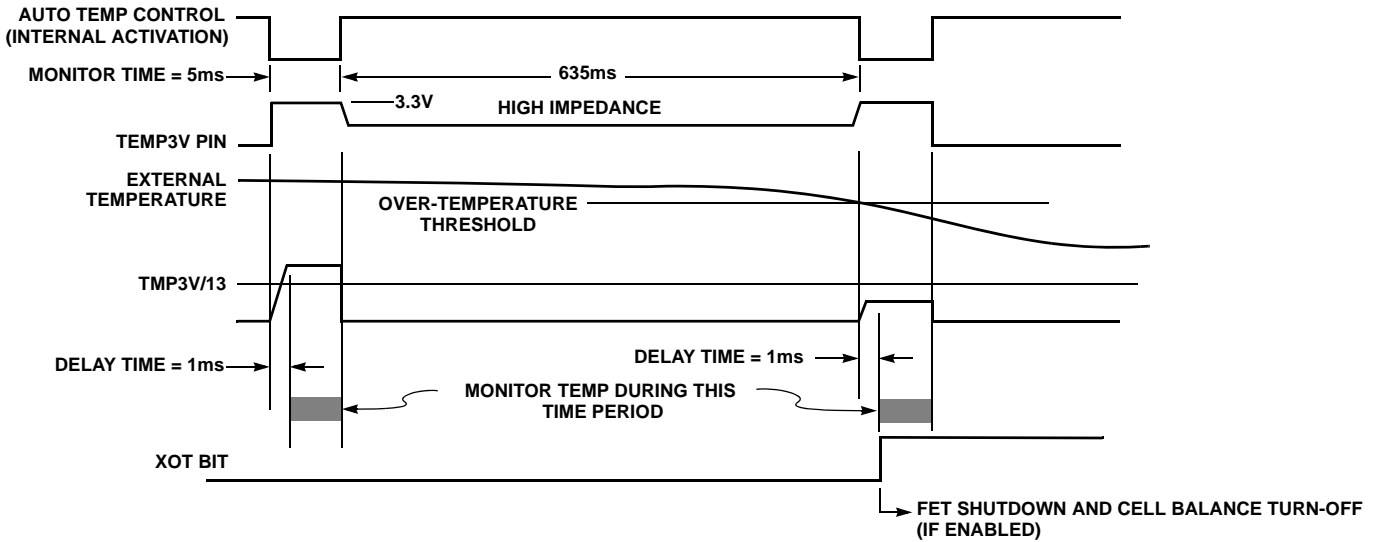 AUTO TEMP CONTROL
(INTERNAL ACTIVATION)
MONITOR TIME = 5ms
635ms
3.3V
HIGH IMPEDANCE
TEMP3V PIN
EXTERNAL
TEMPERATURE
OVER-TEMPERATURE
THRESHOLD
TMP3V/13
DELAY TIME = 1ms
DELAY TIME = 1ms
MONITOR TEMP DURING THIS
TIME PERIOD
XOT BIT
FET SHUTDOWN AND CELL BALANCE TURN-OFF
(IF ENABLED)